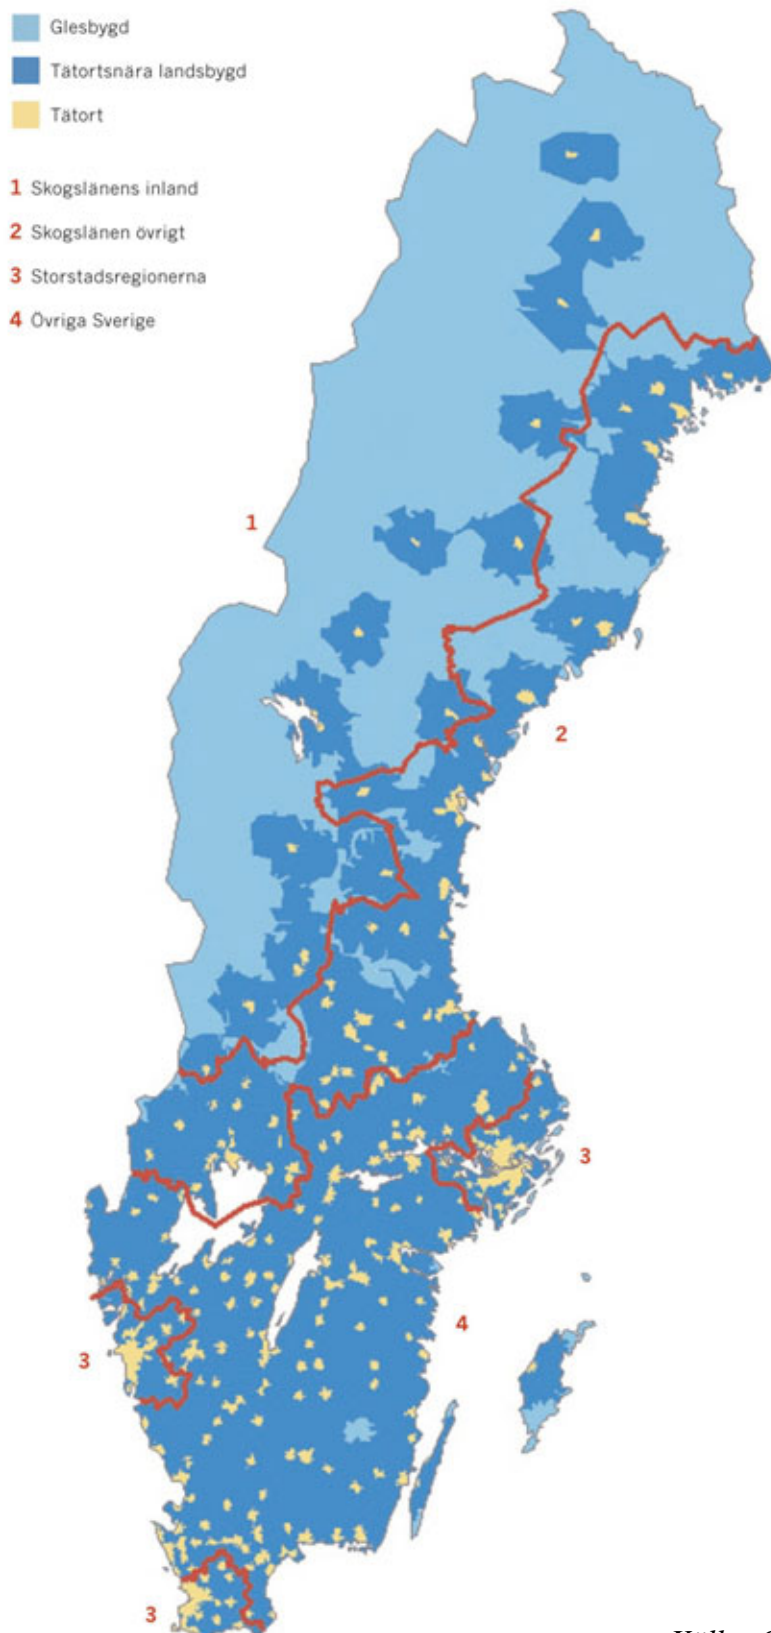 Glesbygd
Tätortsnära landsbygd
Tätort
1 Skogslänens inland
2 Skogslänen övrigt
3 Storstadsregionerna
4 Övriga Sverige
1
2
3
4
3
3